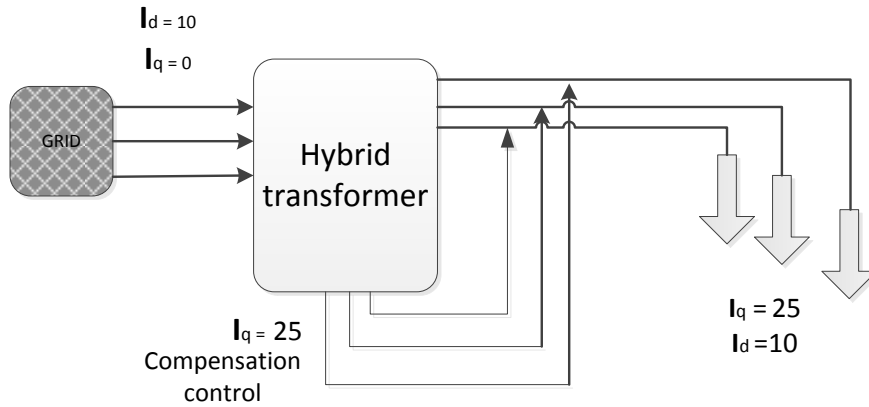 Id = 10
Iq = 0
GRID
Hybrid
transformer
Iq = 25
Compensation
control
Iq = 25
Id =10